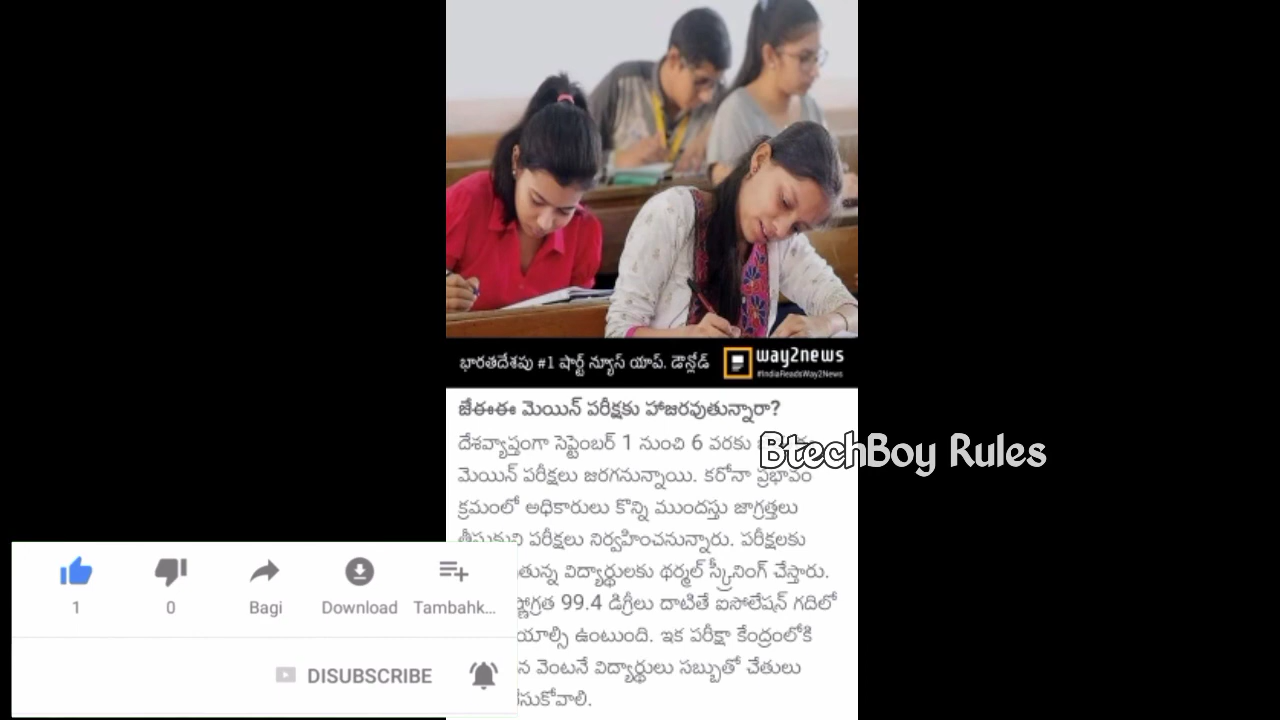 భారతదేశపు #1 షార్ట్ న్యూస్ యాప్. డౌన్లోడ్
way2news
#IndiaReadsWay2News
జేఈఈ మెయిన్ పరీక్షకు హాజరవుతున్నారా?
దేశవ్యాప్తంగా సెప్టెంబర్ 1 నుంచి 6 వరకు
BtechBoy Rules
మెయిన్ పరీక్షలు జరగనున్నాయి. కరోనా ప్రభావం
క్రమంలో అధికారులు కొన్ని ముందస్తు జాగ్రత్తలు
తీసుకుని పరీక్షలు నిర్వహించనున్నారు. పరీక్షలకు
విద్యార్థులకు థర్మల్ స్క్రీనింగ్ చేస్తారు.
99.4 డిగ్రీలు దాటితే ఐసోలేషన్ గదిలో
ఉంటుంది. ఇక పరీక్షా కేంద్రంలోకి
వెంటనే విద్యార్థులు సబ్బుతో చేతులు
1
0
Bagi
Download
Tambahk...
DISUBSCRIBE